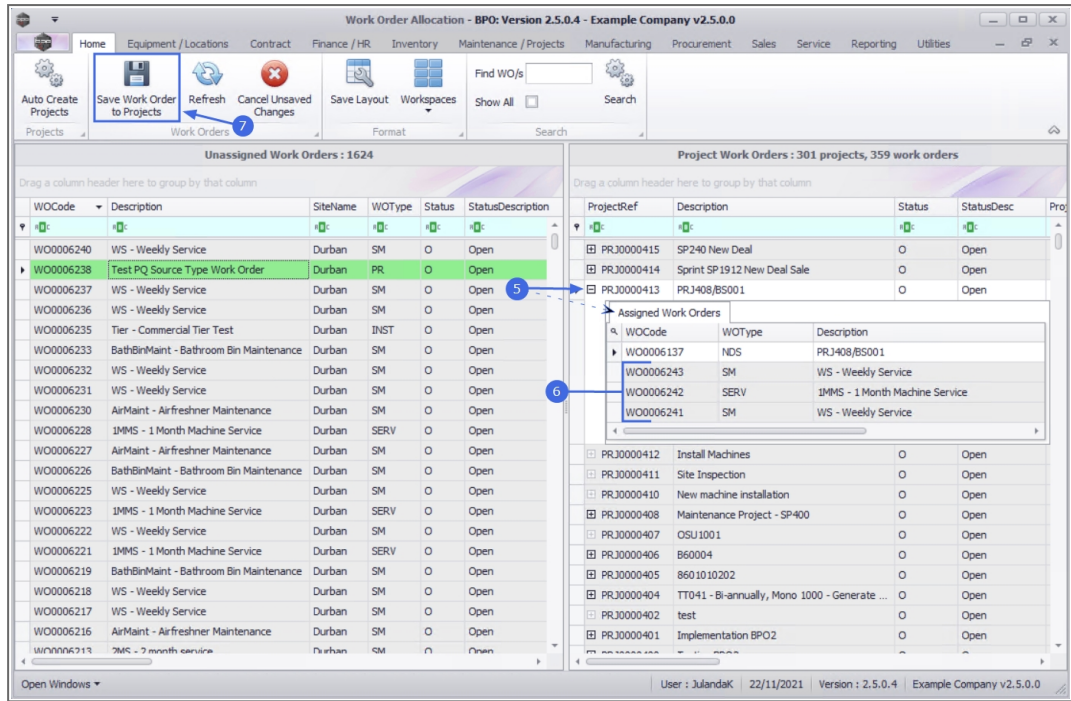 Work Order Allocation - BPO: Version 2.5.0.4 - Example Company v2.5.0.0
Home Equipment / Locations Contract Finance / HR Inventory Maintenance / Projects Manufacturing Procurement Sales Service Reporting Utilities
Auto Create Projects
Save Work Order to Projects
Refresh
Cancel Unsaved Changes
Save Layout
Workspaces
Find WO/s
Show All
Search
7
Projects Work Orders Format Search
Unassigned Work Orders : 1624
Drag a column header here to group by that column
WOCode Description SiteName WOType Status StatusDescription
WO0006240 WS - Weekly Service Durban SM O Open
WO0006238 Test PQ Source Type Work Order Durban PR O Open
WO0006237 WS - Weekly Service Durban SM O Open
WO0006236 WS - Weekly Service Durban SM O Open
WO0006235 Tier - Commercial Tier Test Durban INST O Open
WO0006233 BathBinMaint - Bathroom Bin Maintenance Durban SM O Open
WO0006232 WS - Weekly Service Durban SM O Open
WO0006231 WS - Weekly Service Durban SM O Open
WO0006230 AirMaint - Airfreshner Maintenance Durban SM O Open
WO0006228 1MMS - 1 Month Machine Service Durban SERV O Open
WO0006227 AirMaint - Airfreshner Maintenance Durban SM O Open
WO0006226 BathBinMaint - Bathroom Bin Maintenance Durban SM O Open
WO0006225 WS - Weekly Service Durban SM O Open
WO0006223 1MMS - 1 Month Machine Service Durban SERV O Open
WO0006222 WS - Weekly Service Durban SM O Open
WO0006221 1MMS - 1 Month Machine Service Durban SERV O Open
WO0006219 BathBinMaint - Bathroom Bin Maintenance Durban SM O Open
WO0006218 WS - Weekly Service Durban SM O Open
WO0006217 WS - Weekly Service Durban SM O Open
WO0006216 AirMaint - Airfreshner Maintenance Durban SM O Open
WO0006213 2MS - 2 month service Durban SM O Open
Project Work Orders : 301 projects, 359 work orders
Drag a column header here to group by that column
ProjectRef Description Status StatusDesc Proj
PRJ0000415 SP240 New Deal O Open
PRJ0000414 Sprint SP1912 New Deal Sale O Open
5
PRJ0000413 PRJ408/BS001 O Open
Assigned Work Orders
WOCode WOType Description
WO0006137 NDS PRJ408/BS001
6
WO0006243 SM WS - Weekly Service
WO0006242 SERV 1MMS - 1 Month Machine Service
WO0006241 SM WS - Weekly Service
PRJ0000412 Install Machines O Open
PRJ0000411 Site Inspection O Open
PRJ0000410 New machine installation O Open
PRJ0000408 Maintenance Project - SP400 O Open
PRJ0000407 OSU1001 O Open
PRJ0000406 B60004 O Open
PRJ0000405 8601010202 O Open
PRJ0000404 TT041 - Bi-annually, Mono 1000 - Generate ... O Open
PRJ0000402 test O Open
PRJ0000401 Implementation BPO2 O Open
Open Windows
User : JulandaK 22/11/2021 Version : 2.5.0.4 Example Company v2.5.0.0